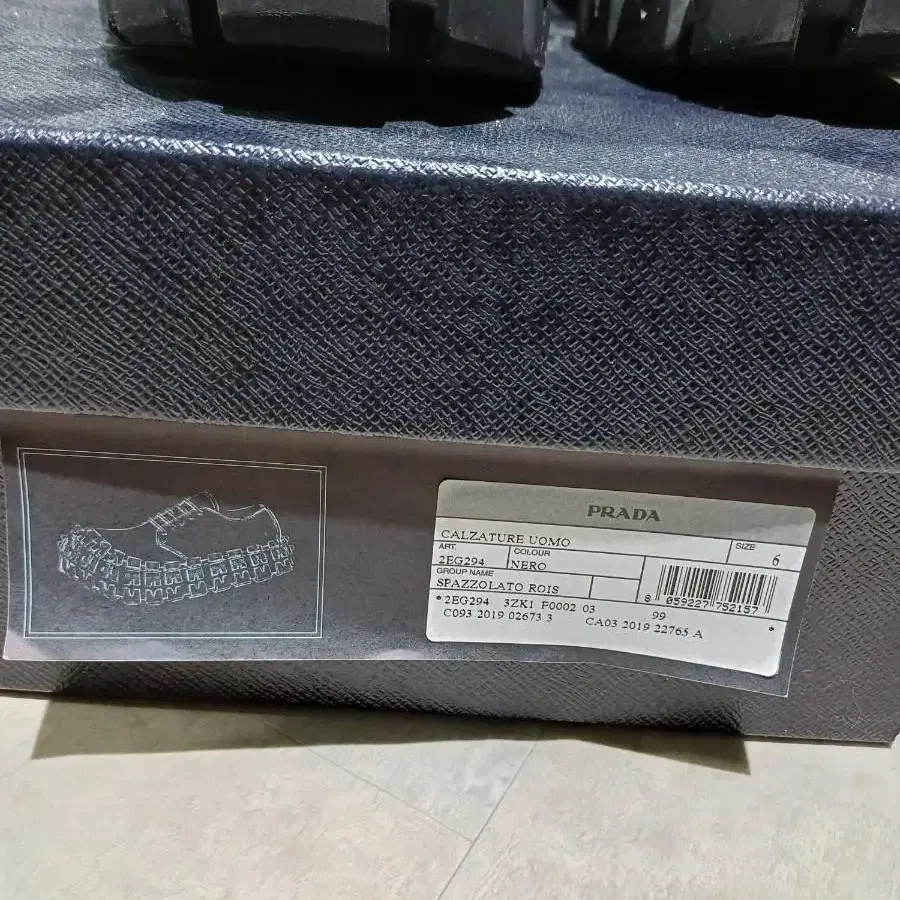 PRADA
CALZATURE UOMO
SIZE 6
ART. 2EG294
COLOUR NERO
GROUP NAME
SPAZZOLATO ROIS
8 059227 752157
*2EG294 3ZK1 F0002 03 99
C093 2019 02673 3 CA03 2019 22765 A *